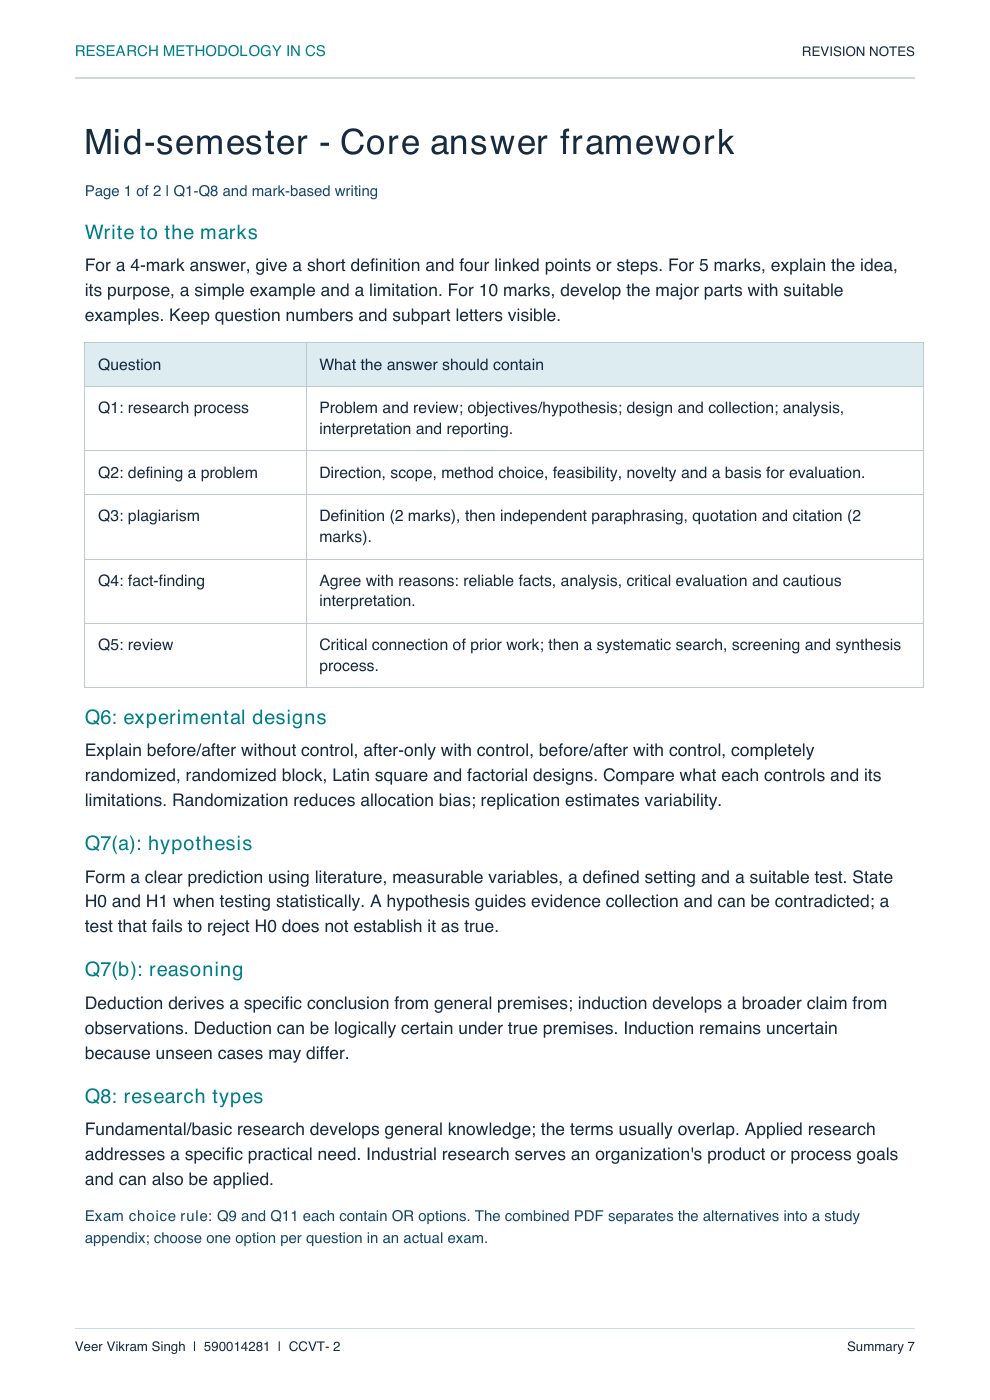 RESEARCH METHODOLOGY IN CS
REVISION NOTES
Mid-semester - Core answer framework
Page 1 of 2 | Q1-Q8 and mark-based writing
Write to the marks
For a 4-mark answer, give a short definition and four linked points or steps. For 5 marks, explain the idea,
its purpose, a simple example and a limitation. For 10 marks, develop the major parts with suitable
examples. Keep question numbers and subpart letters visible.
Question
What the answer should contain
Q1: research process
Problem and review; objectives/hypothesis; design and collection; analysis,
interpretation and reporting.
Q2: defining a problem
Direction, scope, method choice, feasibility, novelty and a basis for evaluation.
Q3: plagiarism
Definition (2 marks), then independent paraphrasing, quotation and citation (2
marks).
Q4: fact-finding
Agree with reasons: reliable facts, analysis, critical evaluation and cautious
interpretation.
Q5: review
Critical connection of prior work; then a systematic search, screening and synthesis
process.
Q6: experimental designs
Explain before/after without control, after-only with control, before/after with control, completely
randomized, randomized block, Latin square and factorial designs. Compare what each controls and its
limitations. Randomization reduces allocation bias; replication estimates variability.
Q7(a): hypothesis
Form a clear prediction using literature, measurable variables, a defined setting and a suitable test. State
H0 and H1 when testing statistically. A hypothesis guides evidence collection and can be contradicted; a
test that fails to reject H0 does not establish it as true.
Q7(b): reasoning
Deduction derives a specific conclusion from general premises; induction develops a broader claim from
observations. Deduction can be logically certain under true premises. Induction remains uncertain
because unseen cases may differ.
Q8: research types
Fundamental/basic research develops general knowledge; the terms usually overlap. Applied research
addresses a specific practical need. Industrial research serves an organization's product or process goals
and can also be applied.
Exam choice rule: Q9 and Q11 each contain OR options. The combined PDF separates the alternatives into a study
appendix; choose one option per question in an actual exam.
Veer Vikram Singh | 590014281 | CCVT- 2
Summary 7